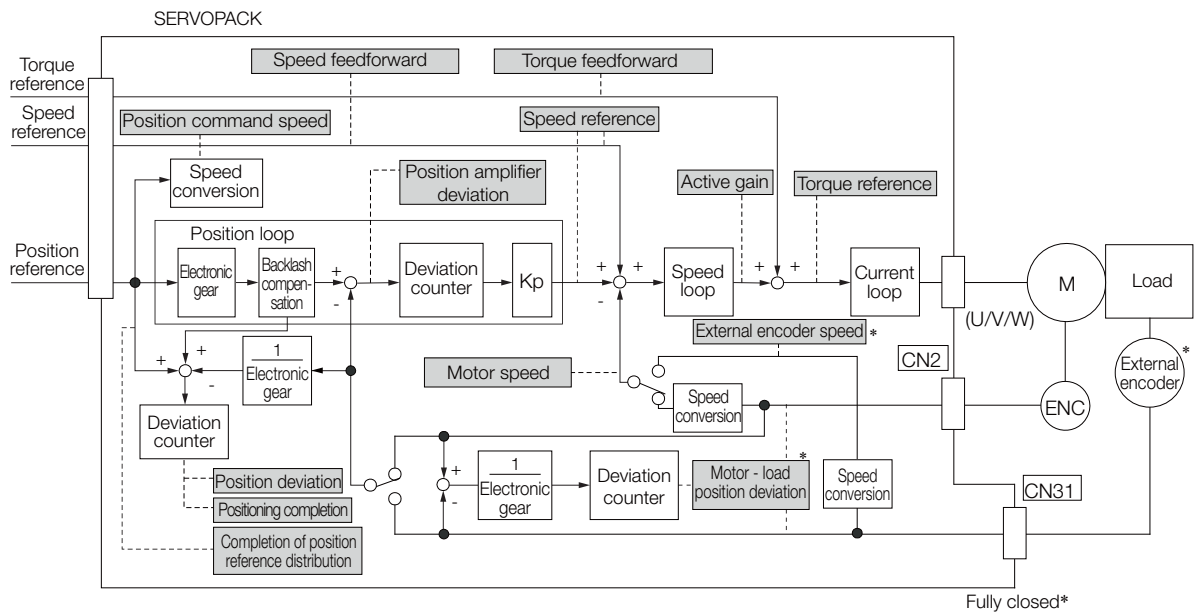 SERVOPACK
Torque
reference
Speed
reference
Position
reference
Speed feedforward
Torque feedforward
Position command speed
Speed reference
Speed
conversion
Position amplifier
deviation
Active gain
Torque reference
Position loop
Electronic
gear
Backlash
compen-
sation
+
-
Deviation
counter
Kp
+
+
-
Speed
loop
+
+
Current
loop
M
Load
(U/V/W)
External encoder speed *
+
+
-
1
Electronic
gear
Motor speed
CN2
External
encoder
*
Speed
conversion
ENC
Deviation
counter
Position deviation
Positioning completion
Completion of position
reference distribution
+
-
1
Electronic
gear
Deviation
counter
*
Motor - load
position deviation
Speed
conversion
CN31
Fully closed*